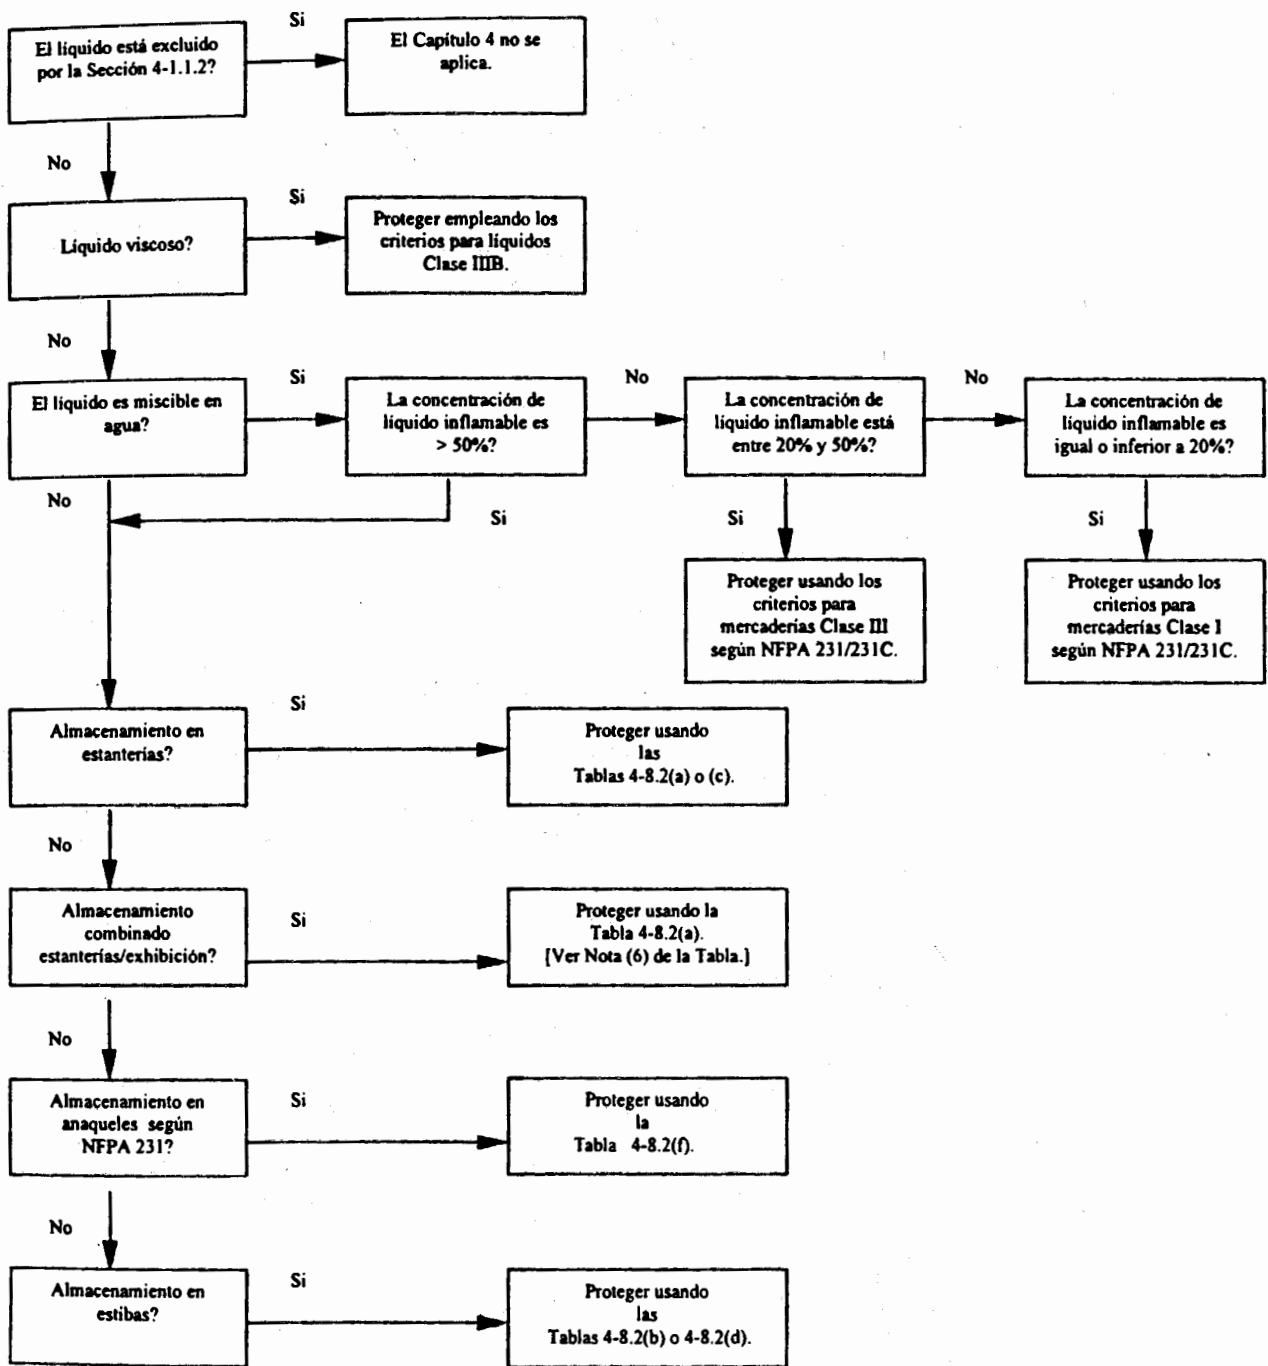 Si
El líquido está excluido
por la Sección 4-1.1.2?
El Capítulo 4 no se
aplica.
No
Si
Líquido viscoso?
Proteger empleando los
criterios para líquidos
Clase IIIB.
No
El líquido es miscible en
agua?
Si
La concentración de
líquido inflamable es
> 50%?
No
La concentración de
líquido inflamable está
entre 20% y 50%?
No
La concentración de
líquido inflamable es
igual o inferior a 20%?
No
Si
Si
Si
Proteger usando los
criterios para
mercaderías Clase III
según NFPA 231/231C.
Proteger usando los
criterios para
mercaderías Clase I
según NFPA 231/231C.
Si
Almacenamiento en
estanterías?
Proteger usando
las
Tablas 4-8.2(a) o (c).
No
Almacenamiento
combinado
estanterías/exhibición?
Si
Proteger usando la
Tabla 4-8.2(a).
[Ver Nota (6) de la Tabla.]
No
Almacenamiento en
anaqueles según
NFPA 231?
Si
Proteger usando
la
Tabla 4-8.2(f).
No
Almacenamiento en
estibas?
Si
Proteger usando
las
Tablas 4-8.2(b) o 4-8.2(d).